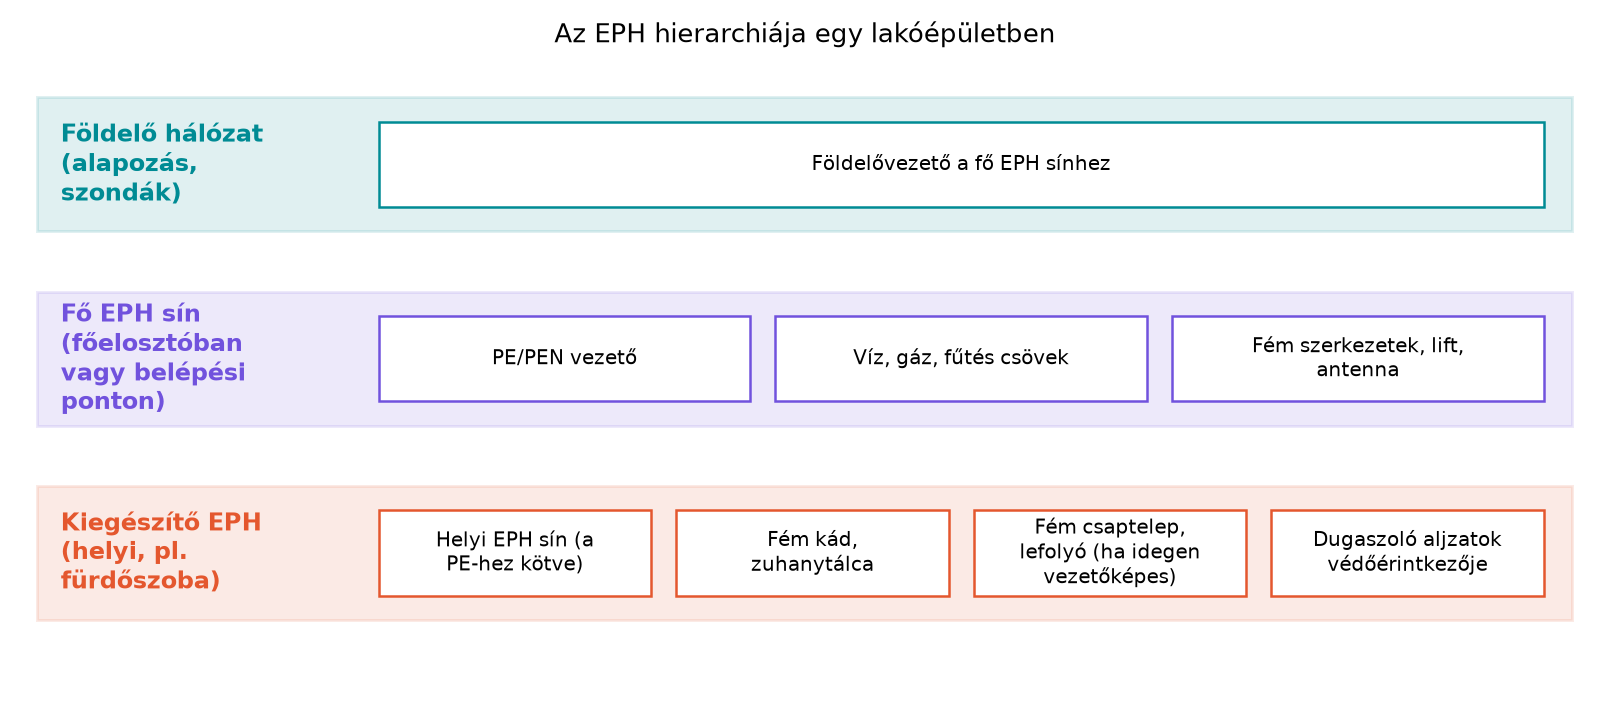 Az EPH hierarchiája egy lakóépületben
Földelő hálózat
(alapozás,
szondák)
Földelővezető a fő EPH sínhez
Fő EPH sín
(főelosztóban
vagy belépési
ponton)
PE/PEN vezető
Víz, gáz, fűtés csövek
Fém szerkezetek, lift,
antenna
Kiegészítő EPH
(helyi, pl.
fürdőszoba)
Helyi EPH sín (a
PE-hez kötve)
Fém kád,
zuhanytálca
Fém csaptelep,
lefolyó (ha idegen
vezetőképes)
Dugaszoló aljzatok
védőérintkezője